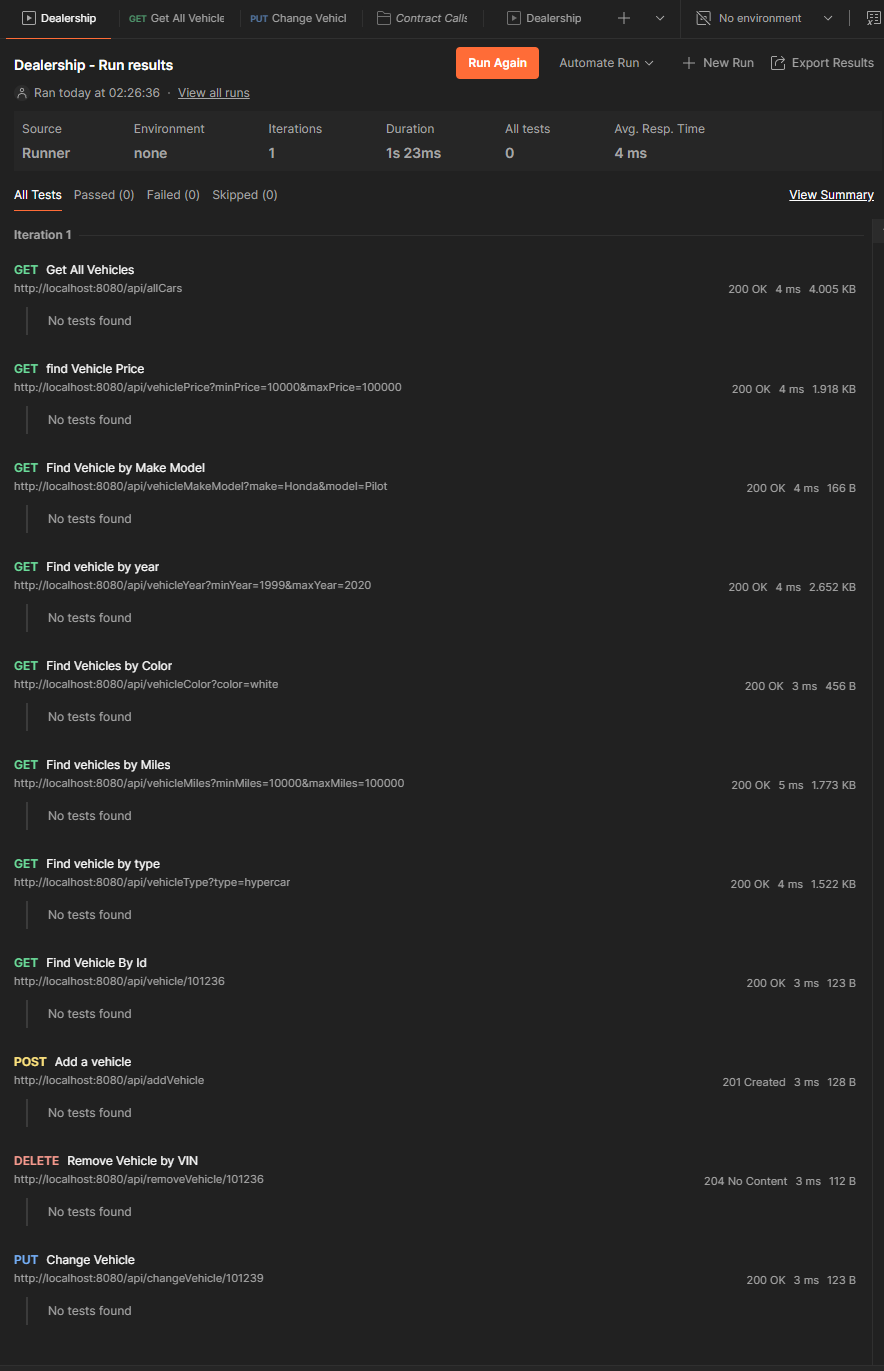 Dealership GET Get All Vehicle PUT Change Vehicl Contract Calls Dealership No environment
Dealership - Run results Run Again Automate Run New Run Export Results
Ran today at 02:26:36 · View all runs
Source Environment Iterations Duration All tests Avg. Resp. Time
Runner none 1 1s 23ms 0 4 ms
All Tests Passed (0) Failed (0) Skipped (0) View Summary
Iteration 1
GET Get All Vehicles
http://localhost:8080/api/allCars 200 OK 4 ms 4.005 KB
No tests found
GET find Vehicle Price
http://localhost:8080/api/vehiclePrice?minPrice=10000&maxPrice=100000 200 OK 4 ms 1.918 KB
No tests found
GET Find Vehicle by Make Model
http://localhost:8080/api/vehicleMakeModel?make=Honda&model=Pilot 200 OK 4 ms 166 B
No tests found
GET Find vehicle by year
http://localhost:8080/api/vehicleYear?minYear=1999&maxYear=2020 200 OK 4 ms 2.652 KB
No tests found
GET Find Vehicles by Color
http://localhost:8080/api/vehicleColor?color=white 200 OK 3 ms 456 B
No tests found
GET Find vehicles by Miles
http://localhost:8080/api/vehicleMiles?minMiles=10000&maxMiles=100000 200 OK 5 ms 1.773 KB
No tests found
GET Find vehicle by type
http://localhost:8080/api/vehicleType?type=hypercar 200 OK 4 ms 1.522 KB
No tests found
GET Find Vehicle By Id
http://localhost:8080/api/vehicle/101236 200 OK 3 ms 123 B
No tests found
POST Add a vehicle
http://localhost:8080/api/addVehicle 201 Created 3 ms 128 B
No tests found
DELETE Remove Vehicle by VIN
http://localhost:8080/api/removeVehicle/101236 204 No Content 3 ms 112 B
No tests found
PUT Change Vehicle
http://localhost:8080/api/changeVehicle/101239 200 OK 3 ms 123 B
No tests found